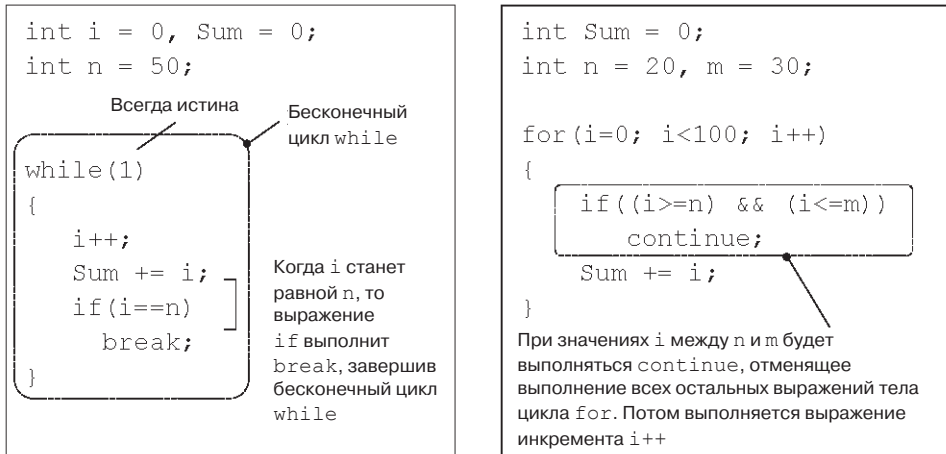 int i = 0, Sum = 0;
int n = 50;
Всегда истина
Бесконечный
цикл while
while(1)
{
i++;
Sum += i;
if(i==n)
break;
}
Когда i станет
равной n, то
выражение
if выполнит
break, завершив
бесконечный цикл
while
int Sum = 0;
int n = 20, m = 30;
for(i=0; i<100; i++)
{
if((i>=n) && (i<=m))
continue;
Sum += i;
}
При значениях i между n и m будет
выполняться continue, отменящее
выполнение всех остальных выражений тела
цикла for. Потом выполняется выражение
инкремента i++